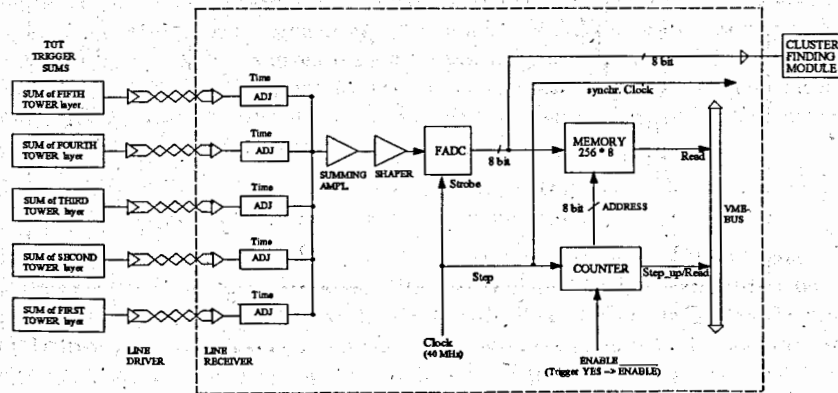 TGT
TRIGGER
SUMS
SUM of FIFTH
TOWER layer
SUM of FOURTH
TOWER layer
SUM of THIRD
TOWER layer
SUM of SECOND
TOWER layer
SUM of FIRST
TOWER layer
LINE
DRIVER
LINE
RECEIVER
Time
ADJ
Time
ADJ
Time
ADJ
Time
ADJ
Time
ADJ
SUMMING
AMPL.
SHAPER
FADC
8 bit
Strobe
Step
Clock
(40 MHz)
8 bit
synchr. Clock
MEMORY
256 * 8
Read
8 bit
ADDRESS
COUNTER
Step_up/Read
ENABLE
(Trigger YES -> ENABLE)
VME-
BUS
CLUSTER
FINDING
MODULE